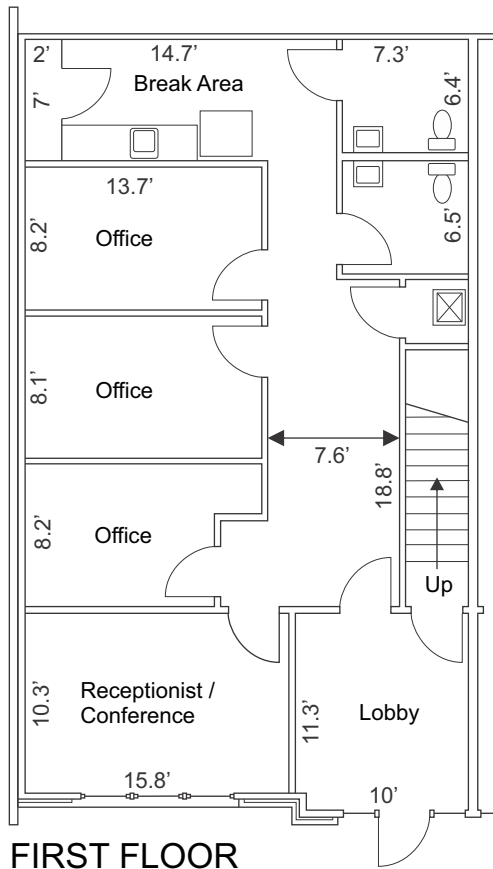 2’
14.7’
7.3’
Break Area
7’
6.4’
13.7’
8.2’
Office
6.5’
8.1’
Office
7.6’
18.8’
8.2’
Office
Up
10.3’
Receptionist /
Conference
11.3’
Lobby
15.8’
10’
FIRST FLOOR